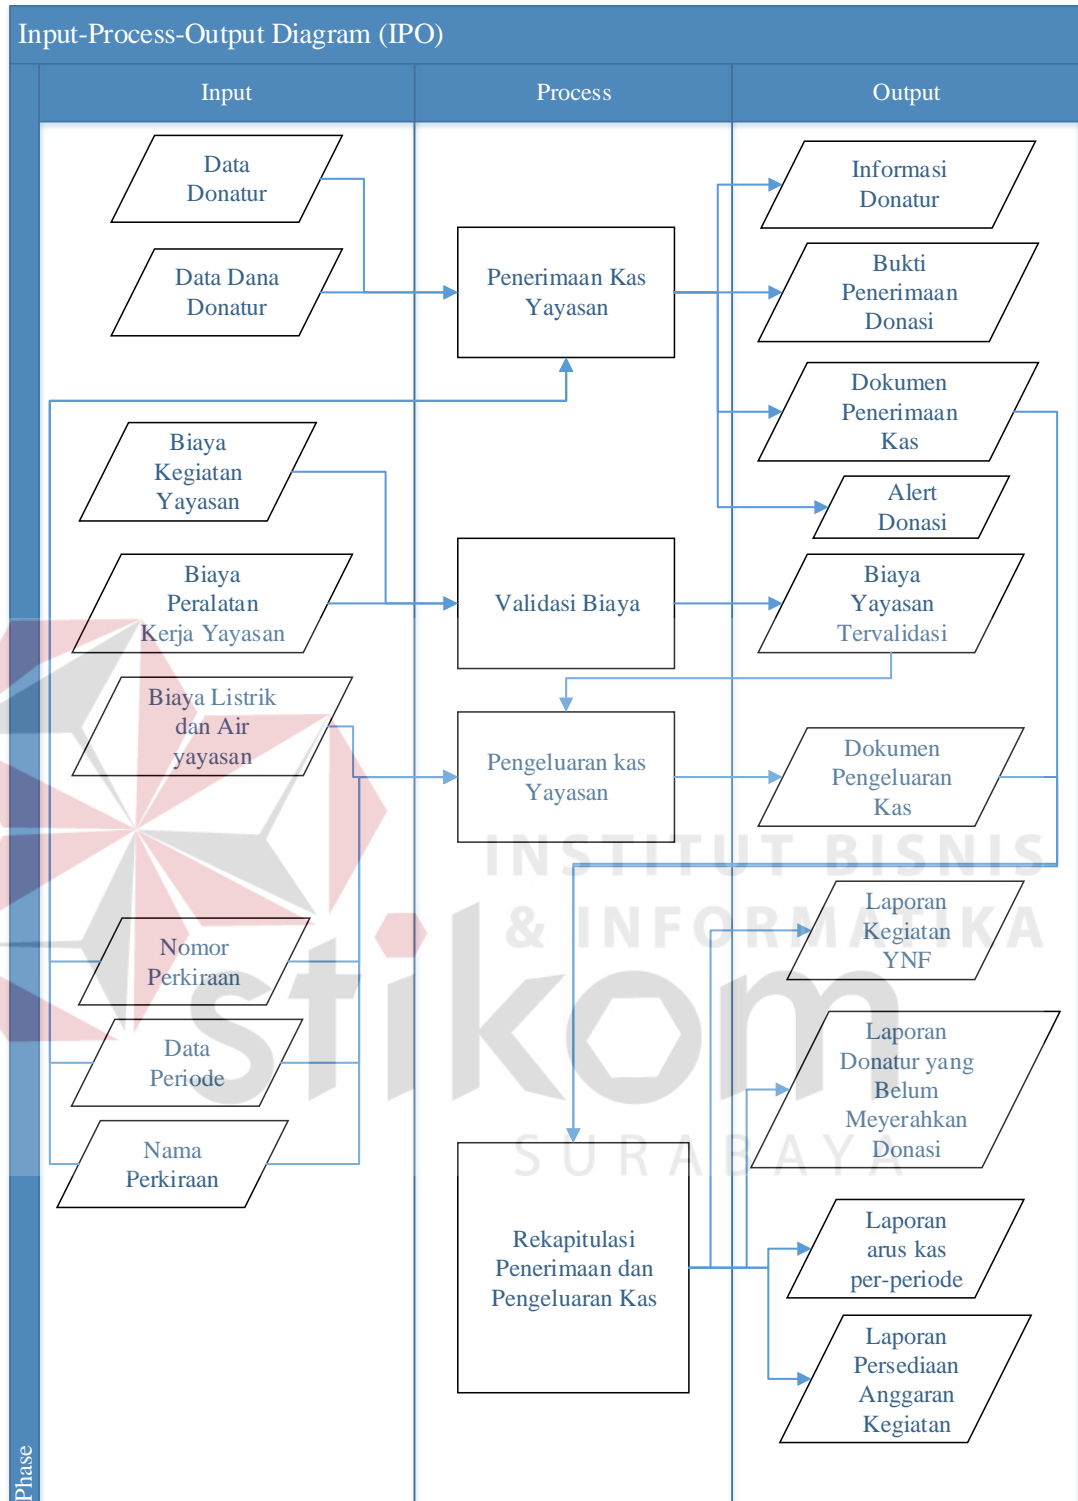 Input-Process-Output Diagram (IPO)
Input
Process
Output
Data
Donatur
Data Dana
Donatur
Biaya
Kegiatan
Yayasan
Biaya
Peralatan
Kerja Yayasan
Biaya Listrik
dan Air
yayasan
Nomor
Perkiraan
Data
Periode
Nama
Perkiraan
Penerimaan Kas
Yayasan
Validasi Biaya
Pengeluaran kas
Yayasan
Rekapitulasi
Penerimaan dan
Pengeluaran Kas
Informasi
Donatur
Bukti
Penerimaan
Donasi
Dokumen
Penerimaan
Kas
Alert
Donasi
Biaya
Yayasan
Tervalidasi
Dokumen
Pengeluaran
Kas
Laporan
Kegiatan
YNF
Laporan
Donatur yang
Belum
Meyerahkan
Donasi
Laporan
arus kas
per-periode
Laporan
Persediaan
Anggaran
Kegiatan
Phase
INSTITUT BISNIS
& INFORMATIKA
stikom
SURABAYA